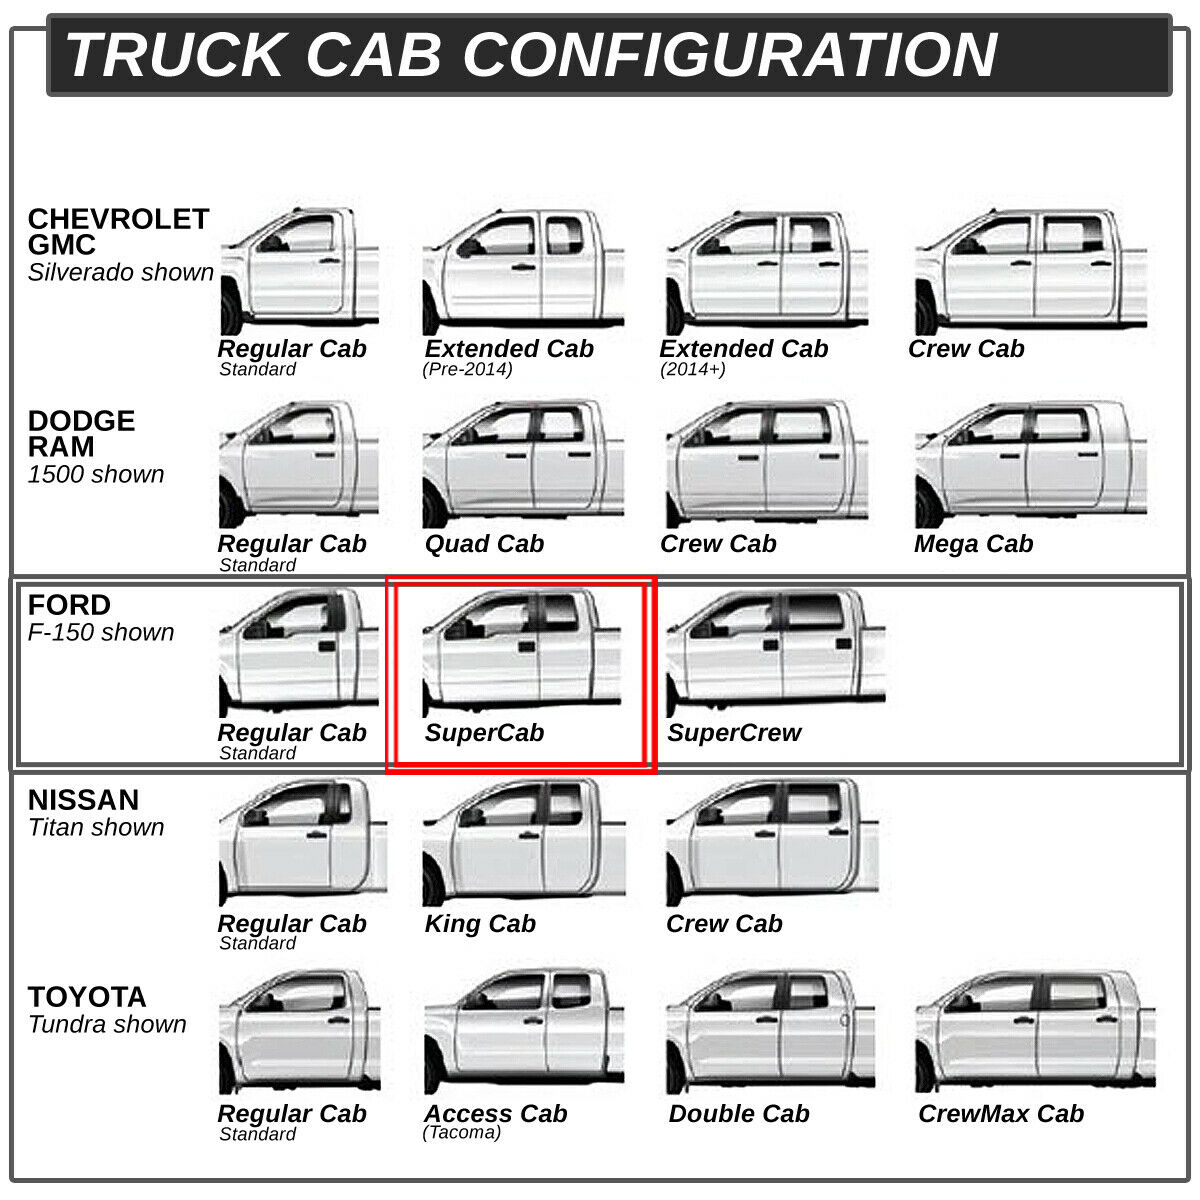 TRUCK CAB CONFIGURATION
CHEVROLET
GMC
Silverado shown
Regular Cab
Standard
Extended Cab
(Pre-2014)
Extended Cab
(2014+)
Crew Cab
DODGE
RAM
1500 shown
Regular Cab
Standard
Quad Cab
Crew Cab
Mega Cab
FORD
F-150 shown
Regular Cab
Standard
SuperCab
SuperCrew
NISSAN
Titan shown
Regular Cab
Standard
King Cab
Crew Cab
TOYOTA
Tundra shown
Regular Cab
Standard
Access Cab
(Tacoma)
Double Cab
CrewMax Cab